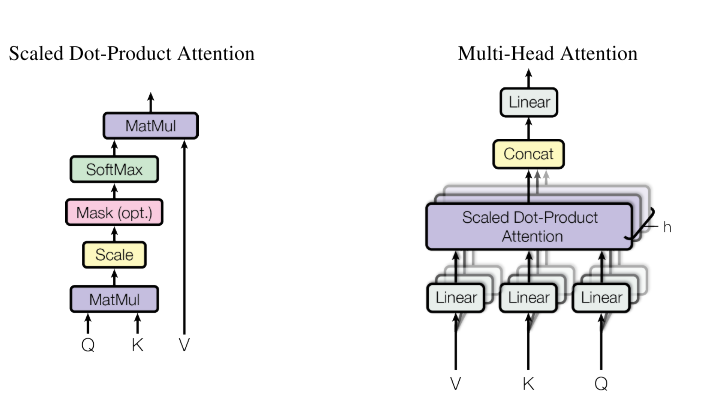 Scaled Dot-Product Attention
MatMul
SoftMax
Mask (opt.)
Scale
MatMul
Q K V
Multi-Head Attention
Linear
Concat
Scaled Dot-Product
Attention
h
Linear Linear Linear
V K Q